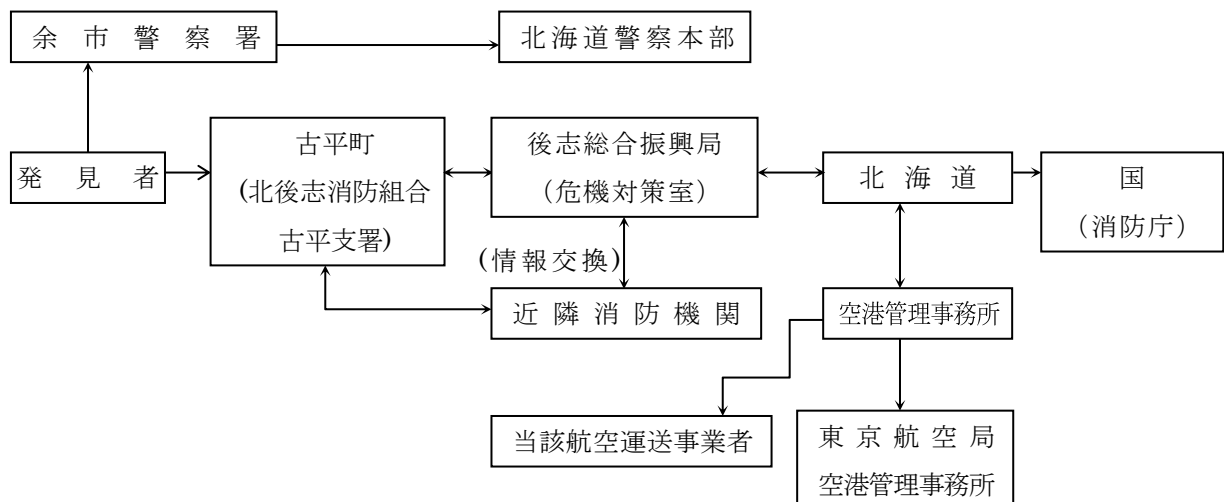 余市警察署
北海道警察本部
発見者
古平町
(北後志消防組合
古平支署)
後志総合振興局
(危機対策室)
北海道
国
(消防庁)
(情報交換)
近隣消防機関
空港管理事務所
当該航空運送事業者
東京航空局
空港管理事務所